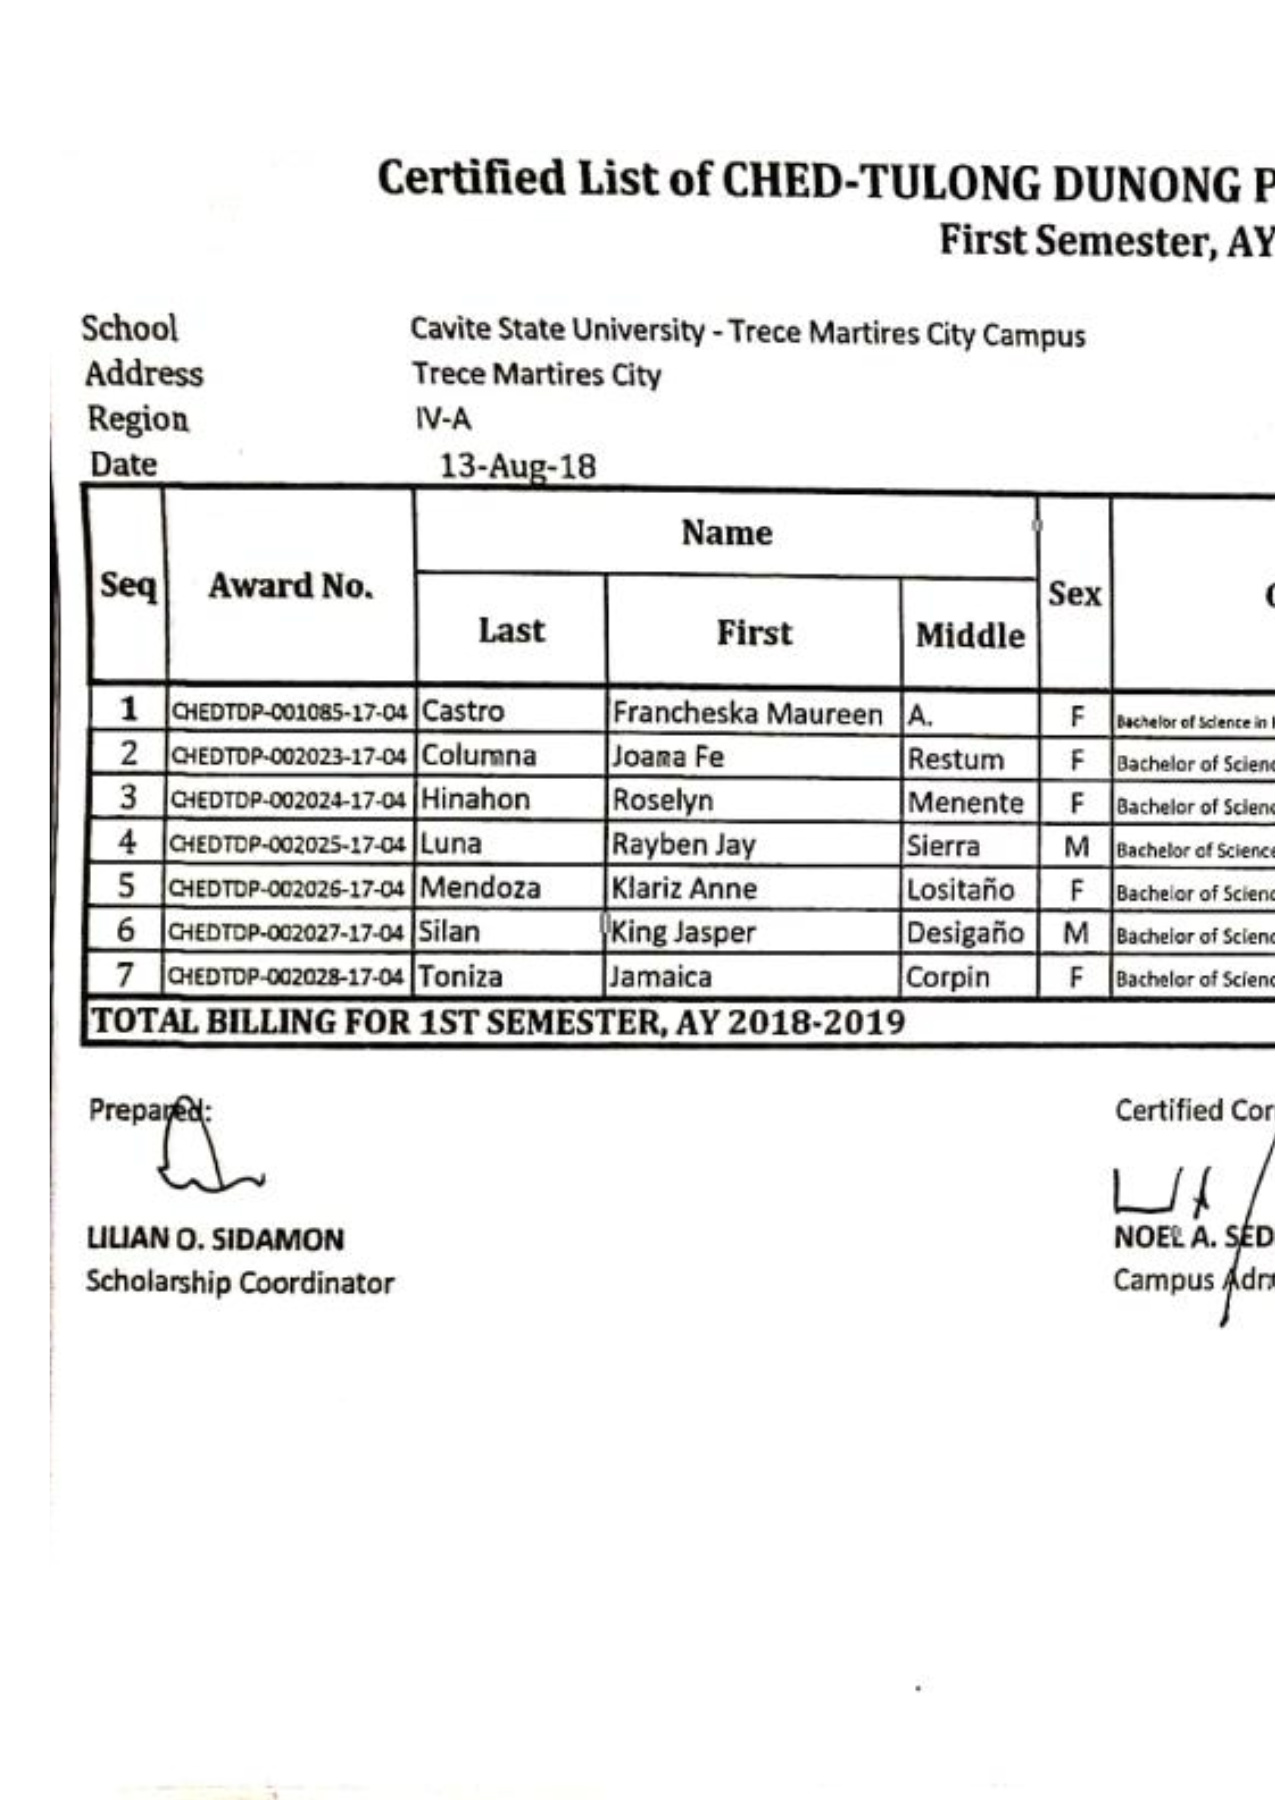 Certified List of CHED-TULONG DUNONG P
First Semester, AY
School Cavite State University - Trece Martires City Campus
Address Trece Martires City
Region IV-A
Date 13-Aug-18
Seq Award No. Name Sex
Last First Middle
1 CHEDTDP-001085-17-04 Castro Francheska Maureen A. F Bachelor of Science in
2 CHEDTDP-002023-17-04 Columna Joana Fe Restum F Bachelor of Scienc
3 CHEDTDP-002024-17-04 Hinahon Roselyn Menente F Bachelor of Scienc
4 CHEDTDP-002025-17-04 Luna Rayben Jay Sierra M Bachelor of Science
5 CHEDTDP-002026-17-04 Mendoza Klariz Anne Lositaño F Bachelor of Scienc
6 CHEDTDP-002027-17-04 Silan King Jasper Desigaño M Bachelor of Scienc
7 CHEDTDP-002028-17-04 Toniza Jamaica Corpin F Bachelor of Scienc
TOTAL BILLING FOR 1ST SEMESTER, AY 2018-2019
Prepared: Certified Cor
LILIAN O. SIDAMON NOEL A. SED
Scholarship Coordinator Campus Adm